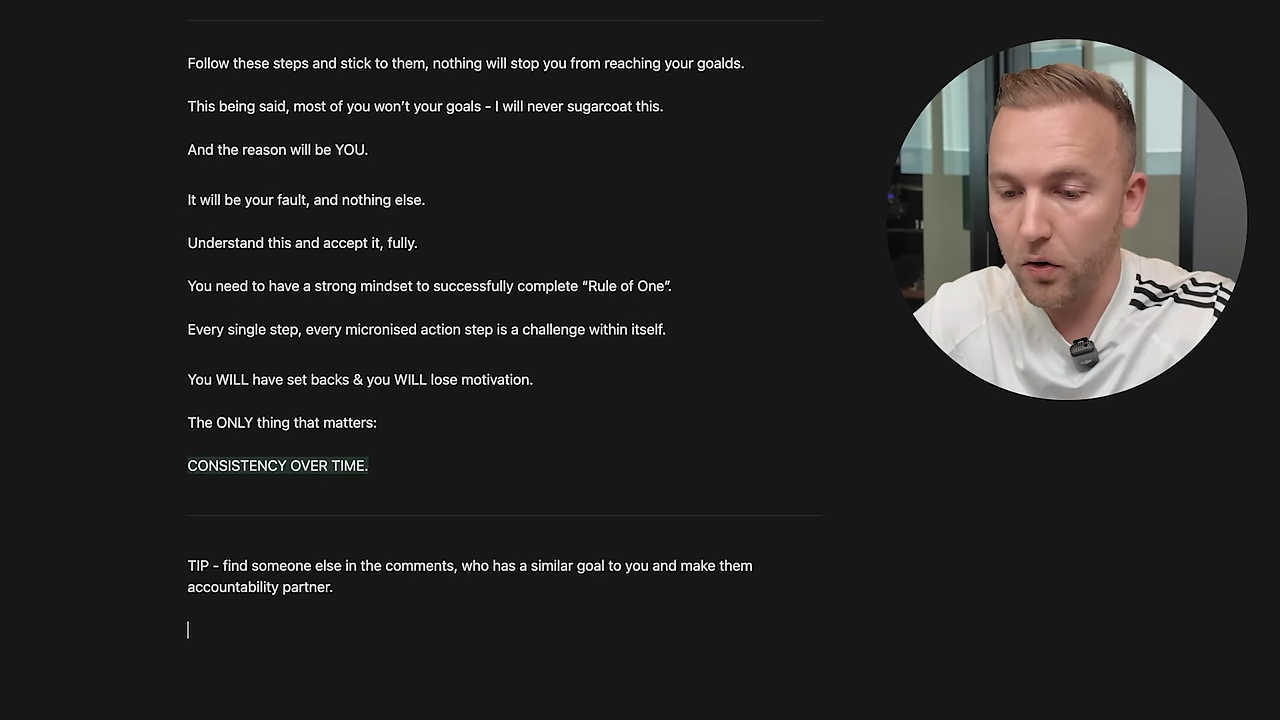 Follow these steps and stick to them, nothing will stop you from reaching your goalds.
This being said, most of you won’t your goals - I will never sugarcoat this.
And the reason will be YOU.
It will be your fault, and nothing else.
Understand this and accept it, fully.
You need to have a strong mindset to successfully complete “Rule of One”.
Every single step, every micronised action step is a challenge within itself.
You WILL have set backs & you WILL lose motivation.
The ONLY thing that matters:
CONSISTENCY OVER TIME.
TIP - find someone else in the comments, who has a similar goal to you and make them
accountability partner.